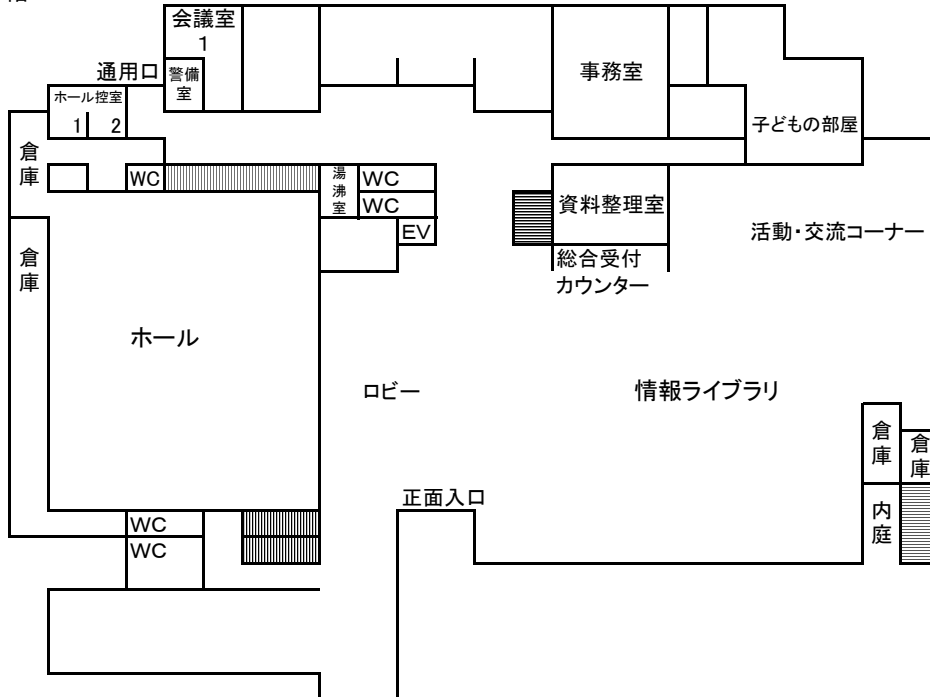 会議室
1
通用口
警備
室
事務室
ホール控室
1 2
子どもの部屋
倉
庫
WC
湯
沸
室
WC
WC
資料整理室
EV
活動・交流コーナー
総合受付
カウンター
倉
庫
ホール
ロビー
情報ライブラリ
倉
庫
倉
庫
正面入口
内
庭
WC
WC